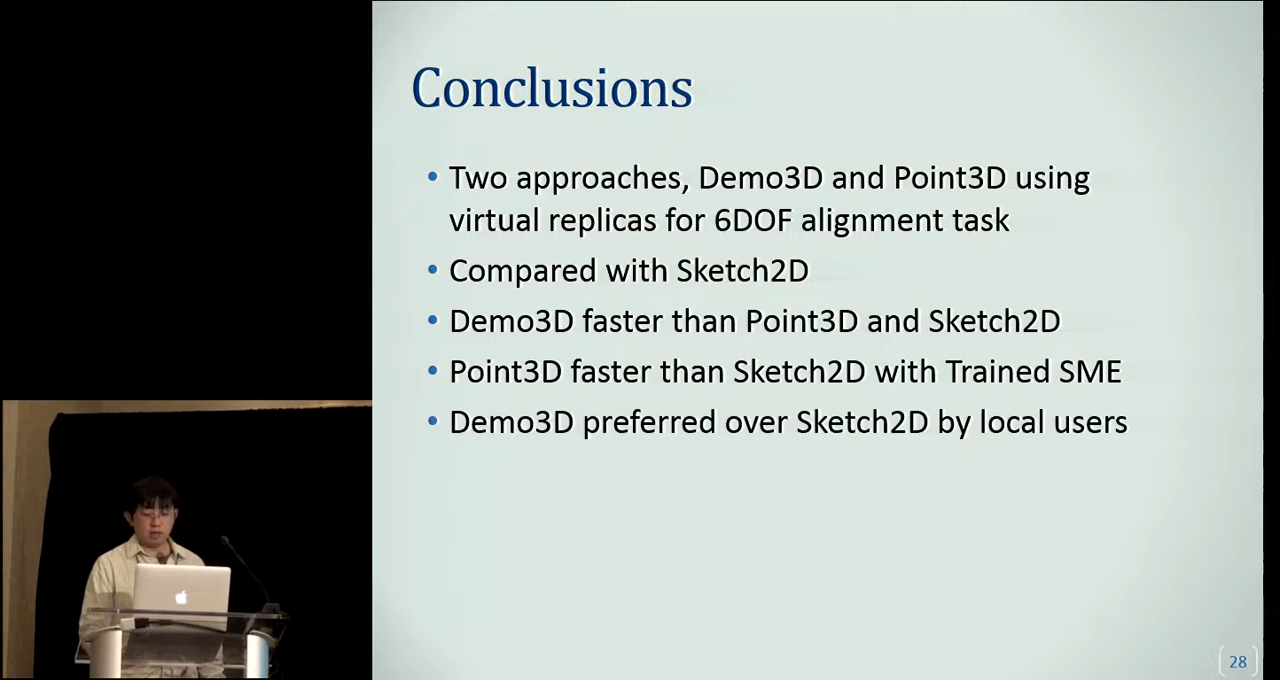 Conclusions
• Two approaches, Demo3D and Point3D using
virtual replicas for 6DOF alignment task
• Compared with Sketch2D
• Demo3D faster than Point3D and Sketch2D
• Point3D faster than Sketch2D with Trained SME
• Demo3D preferred over Sketch2D by local users
28